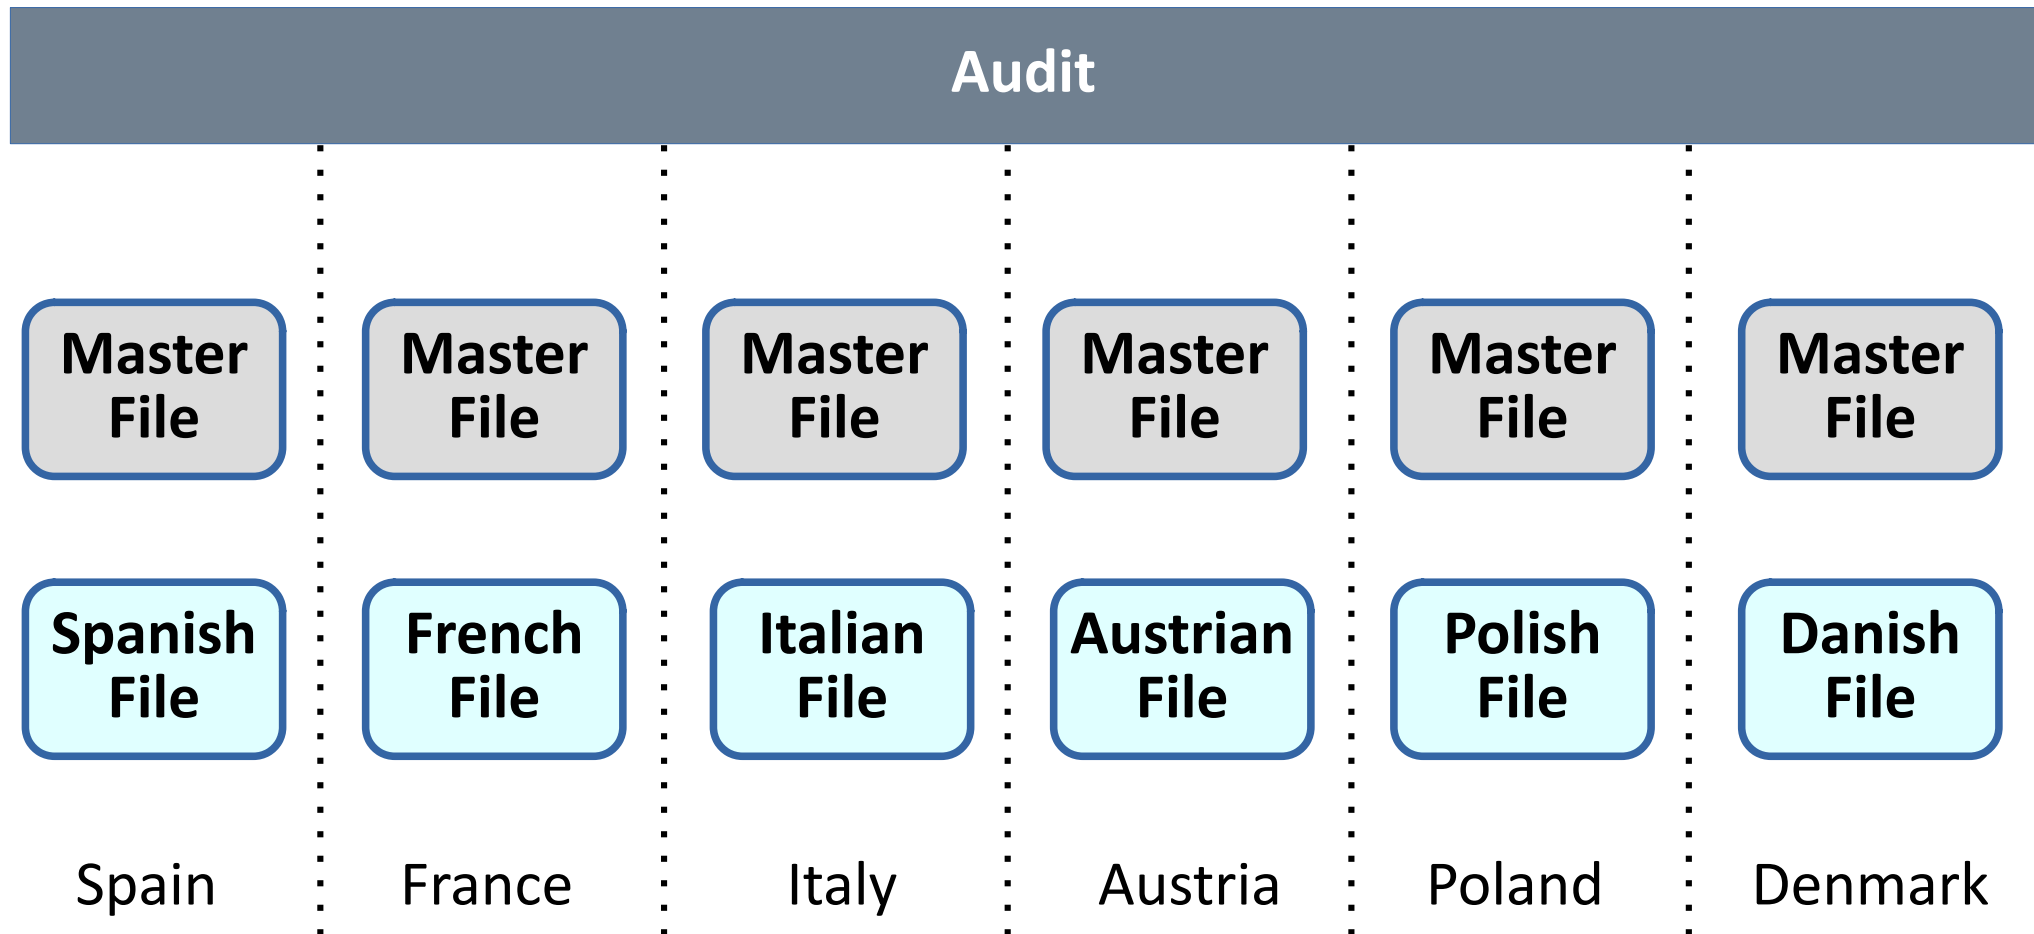 Audit
Master Master Master Master Master Master
File File File File File File
Spanish French Italian Austrian Polish Danish
File File File File File File
Spain France Italy Austria Poland Denmark